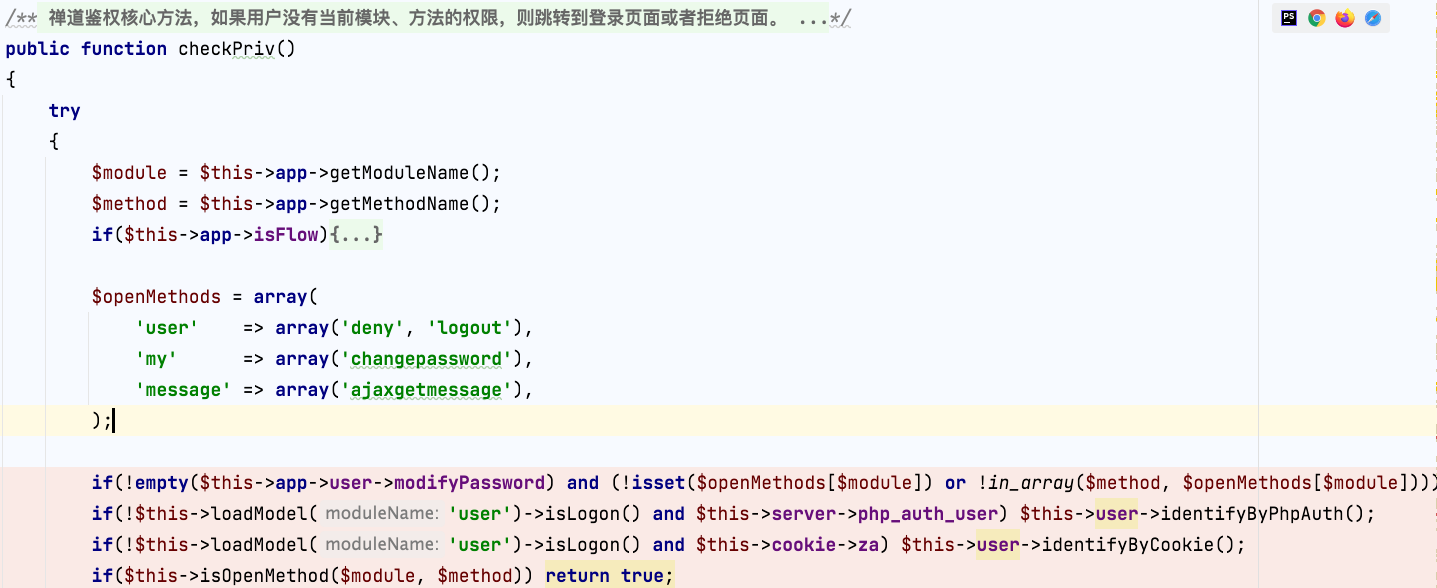 /** 禅道鉴权核心方法，如果用户没有当前模块、方法的权限，则跳转到登录页面或者拒绝页面。 ...*/
PS
public function checkPriv()
{
    try
    {
        $module = $this->app->getModuleName();
        $method = $this->app->getMethodName();
        if($this->app->isFlow){...}

        $openMethods = array(
            'user'    => array('deny', 'logout'),
            'my'      => array('changepassword'),
            'message' => array('ajaxgetmessage'),
        );

        if(!empty($this->app->user->modifyPassword) and (!isset($openMethods[$module]) or !in_array($method, $openMethods[$module])))
        if(!$this->loadModel( moduleName: 'user')->isLogon() and $this->server->php_auth_user) $this->user->identifyByPhpAuth();
        if(!$this->loadModel( moduleName: 'user')->isLogon() and $this->cookie->za) $this->user->identifyByCookie();
        if($this->isOpenMethod($module, $method)) return true;